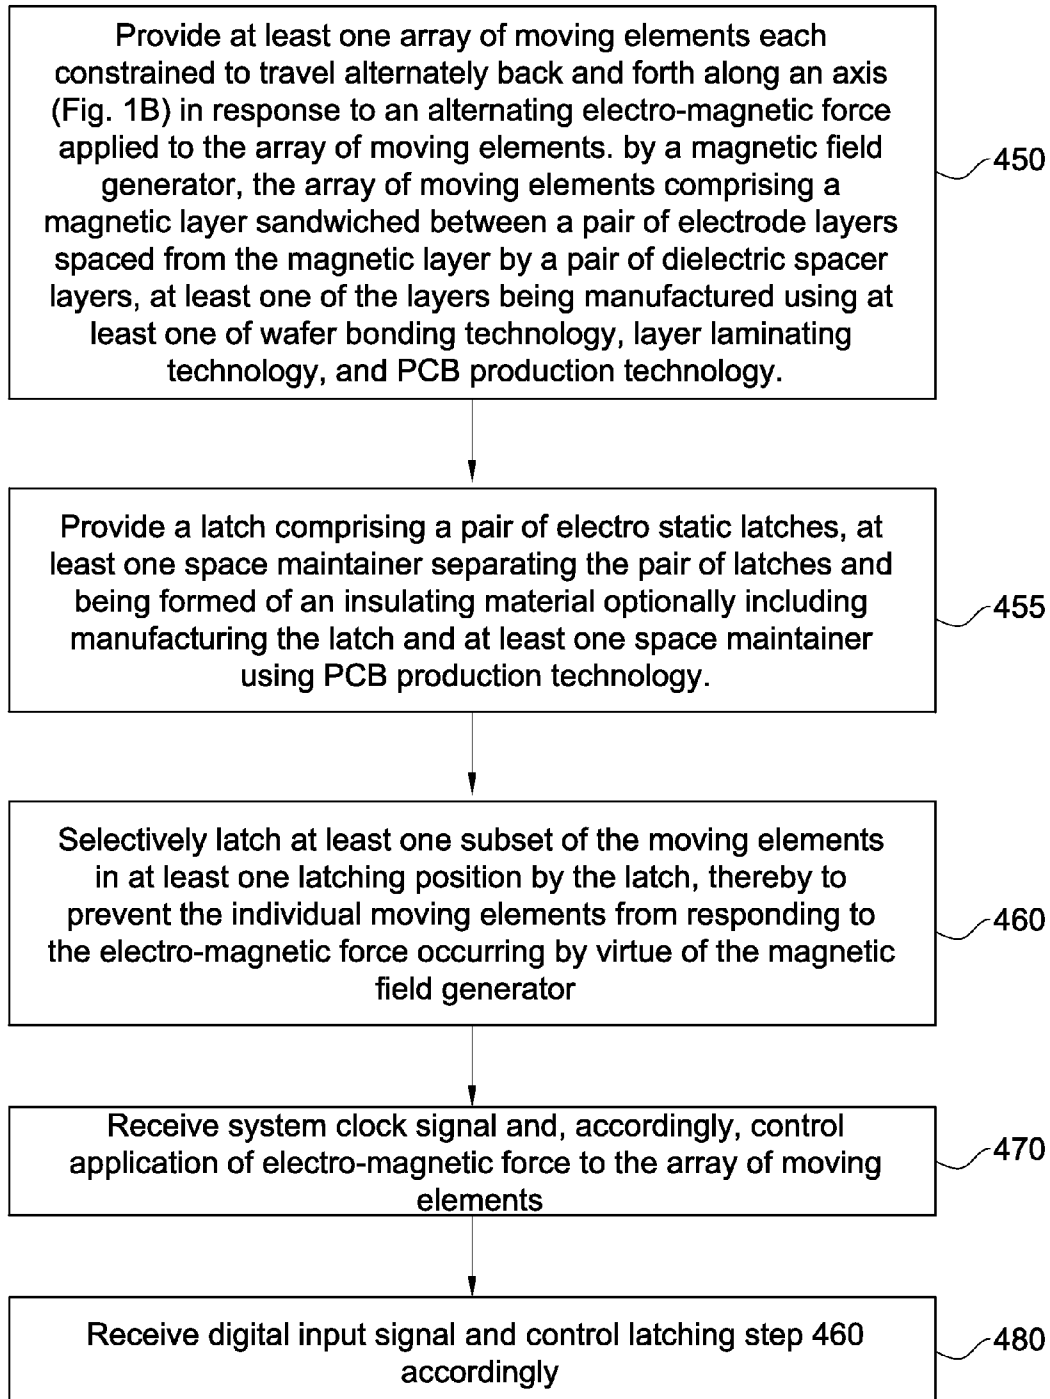 Provide at least one array of moving elements each
constrained to travel alternately back and forth along an axis
(Fig. 1B) in response to an alternating electro-magnetic force
applied to the array of moving elements. by a magnetic field
generator, the array of moving elements comprising a
magnetic layer sandwiched between a pair of electrode layers
spaced from the magnetic layer by a pair of dielectric spacer
layers, at least one of the layers being manufactured using at
least one of wafer bonding technology, layer laminating
technology, and PCB production technology.
450
Provide a latch comprising a pair of electro static latches, at
least one space maintainer separating the pair of latches and
being formed of an insulating material optionally including
manufacturing the latch and at least one space maintainer
using PCB production technology.
455
Selectively latch at least one subset of the moving elements
in at least one latching position by the latch, thereby to
prevent the individual moving elements from responding to
the electro-magnetic force occurring by virtue of the magnetic
field generator
460
Receive system clock signal and, accordingly, control
application of electro-magnetic force to the array of moving
elements
470
Receive digital input signal and control latching step 460
accordingly
480